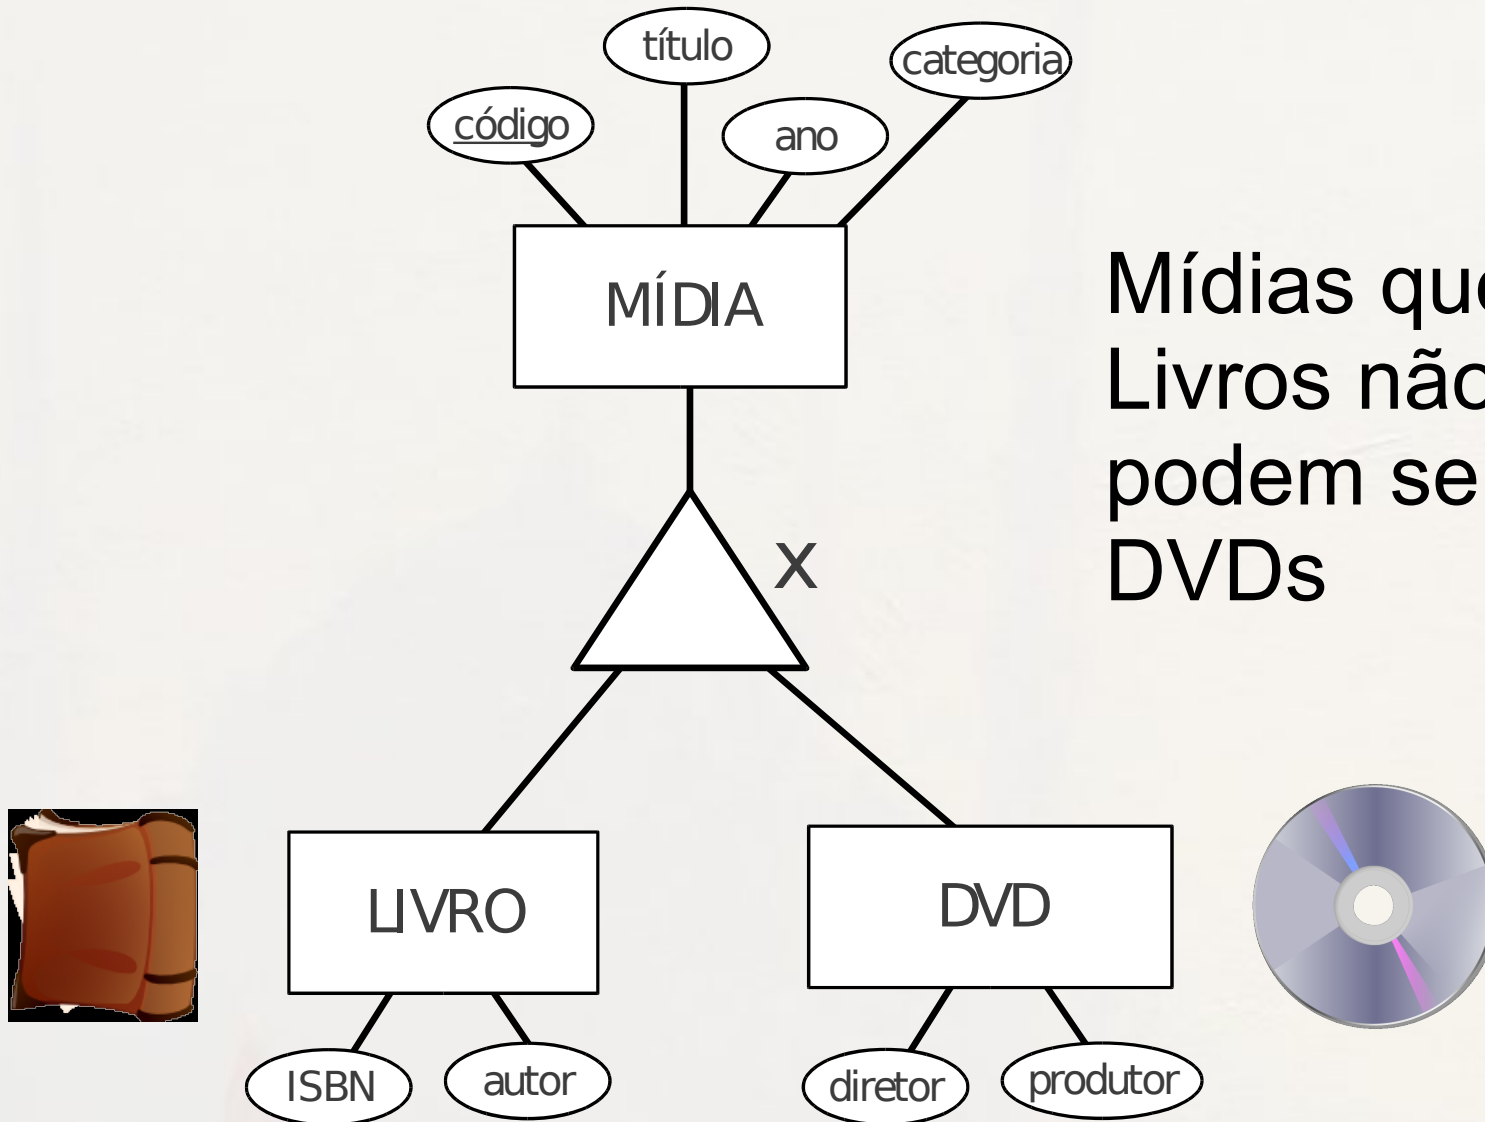 título
categoria
código
ano
MÍDIA
Mídias que
Livros não
podem se
DVDs
X
LIVRO
DVD
ISBN
autor
diretor
produtor